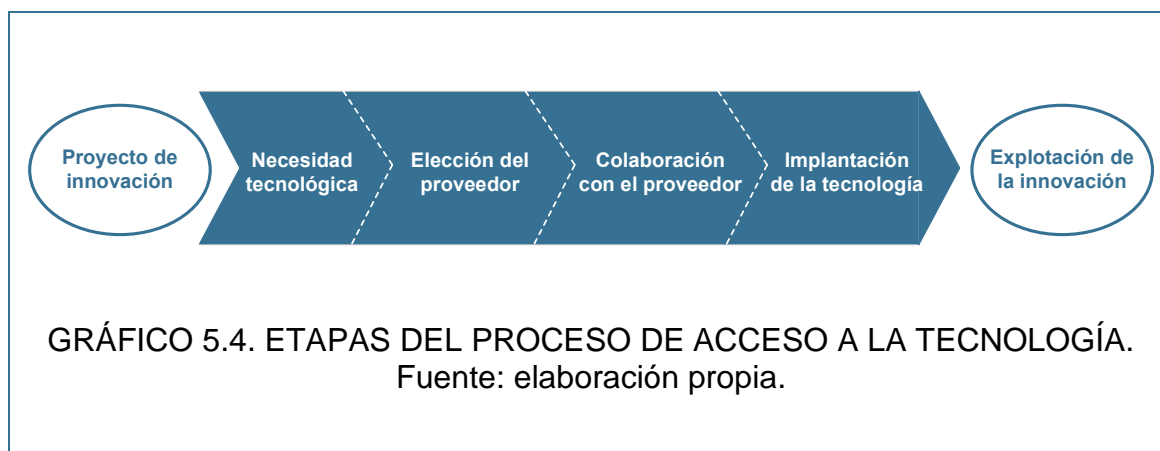 Proyecto de
innovación
Necesidad
tecnológica
Elección del
proveedor
Colaboración
con el proveedor
Implantación
de la tecnología
Explotación de
la innovación
GRÁFICO 5.4. ETAPAS DEL PROCESO DE ACCESO A LA TECNOLOGÍA.
Fuente: elaboración propia.